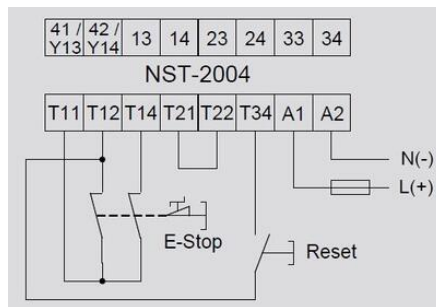 41 / 42 / 13 14 23 24 33 34
Y13 Y14
NST-2004
T11 T12 T14 T21 T22 T34 A1 A2
N(-)
L(+)
E-Stop
Reset